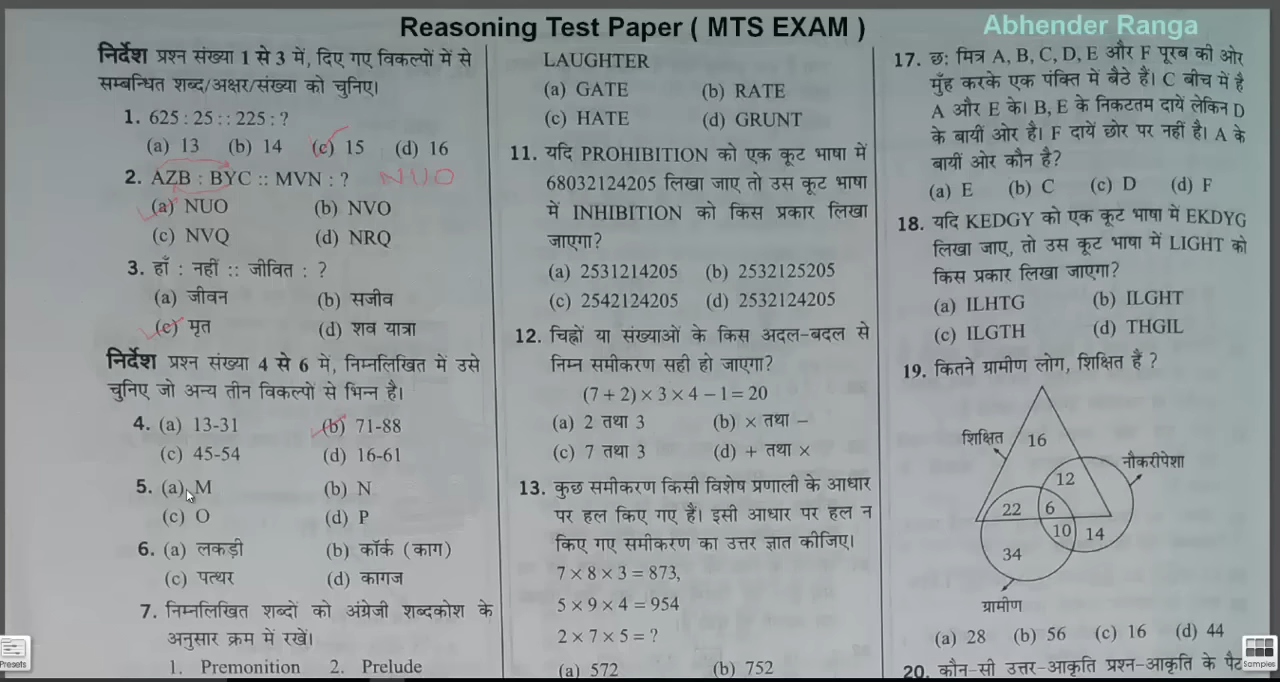 Reasoning Test Paper ( MTS EXAM )
Abhender Ranga
निर्देश प्रश्न संख्या 1 से 3 में, दिए गए विकल्पों में से
सम्बन्धित शब्द/अक्षर/संख्या को चुनिए।
1. 625 : 25 : : 225 : ?
(a) 13 (b) 14 (c) 15 (d) 16
2. AZB : BYC :: MVN : ? NUO
(a) NUO (b) NVO
(c) NVQ (d) NRQ
3. हाँ : नहीं :: जीवित : ?
(a) जीवन (b) सजीव
(c) मृत (d) शव यात्रा
निर्देश प्रश्न संख्या 4 से 6 में, निम्नलिखित में उसे
चुनिए जो अन्य तीन विकल्पों से भिन्न है।
4. (a) 13-31 (b) 71-88
(c) 45-54 (d) 16-61
5. (a) M (b) N
(c) O (d) P
6. (a) लकड़ी (b) कॉर्क (काग)
(c) पत्थर (d) कागज
7. निम्नलिखित शब्दों को अंग्रेजी शब्दकोश के
अनुसार क्रम में रखें।
1. Premonition 2. Prelude
LAUGHTER
(a) GATE (b) RATE
(c) HATE (d) GRUNT
11. यदि PROHIBITION को एक कूट भाषा में
68032124205 लिखा जाए तो उस कूट भाषा
में INHIBITION को किस प्रकार लिखा
जाएगा?
(a) 2531214205 (b) 2532125205
(c) 2542124205 (d) 2532124205
12. चिह्नों या संख्याओं के किस अदल-बदल से
निम्न समीकरण सही हो जाएगा?
(7 + 2) × 3 × 4 – 1 = 20
(a) 2 तथा 3 (b) × तथा –
(c) 7 तथा 3 (d) + तथा ×
13. कुछ समीकरण किसी विशेष प्रणाली के आधार
पर हल किए गए हैं। इसी आधार पर हल न
किए गए समीकरण का उत्तर ज्ञात कीजिए।
7 × 8 × 3 = 873,
5 × 9 × 4 = 954
2 × 7 × 5 = ?
(a) 572 (b) 752
17. छ: मित्र A, B, C, D, E और F पूरब की ओर
मुँह करके एक पंक्ति में बैठे हैं। C बीच में है
A और E के। B, E के निकटतम दायें लेकिन D
के बायीं ओर है। F दायें छोर पर नहीं है। A के
बायीं ओर कौन है?
(a) E (b) C (c) D (d) F
18. यदि KEDGY को एक कूट भाषा में EKDYG
लिखा जाए, तो उस कूट भाषा में LIGHT को
किस प्रकार लिखा जाएगा?
(a) ILHTG (b) ILGHT
(c) ILGTH (d) THGIL
19. कितने ग्रामीण लोग, शिक्षित हैं ?
शिक्षित 16
नौकरीपेशा
12
22 6
10 14
34
ग्रामीण
(a) 28 (b) 56 (c) 16 (d) 44
20. कौन-सी उत्तर-आकृति प्रश्न-आकृति के
Presets
Samples